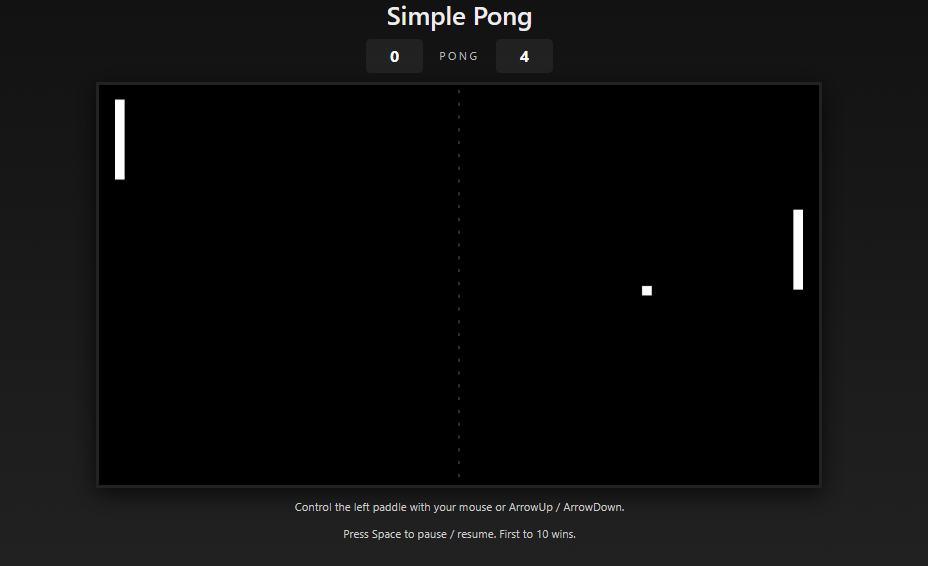 Simple Pong
0 PONG 4
Control the left paddle with your mouse or ArrowUp / ArrowDown.
Press Space to pause / resume. First to 10 wins.